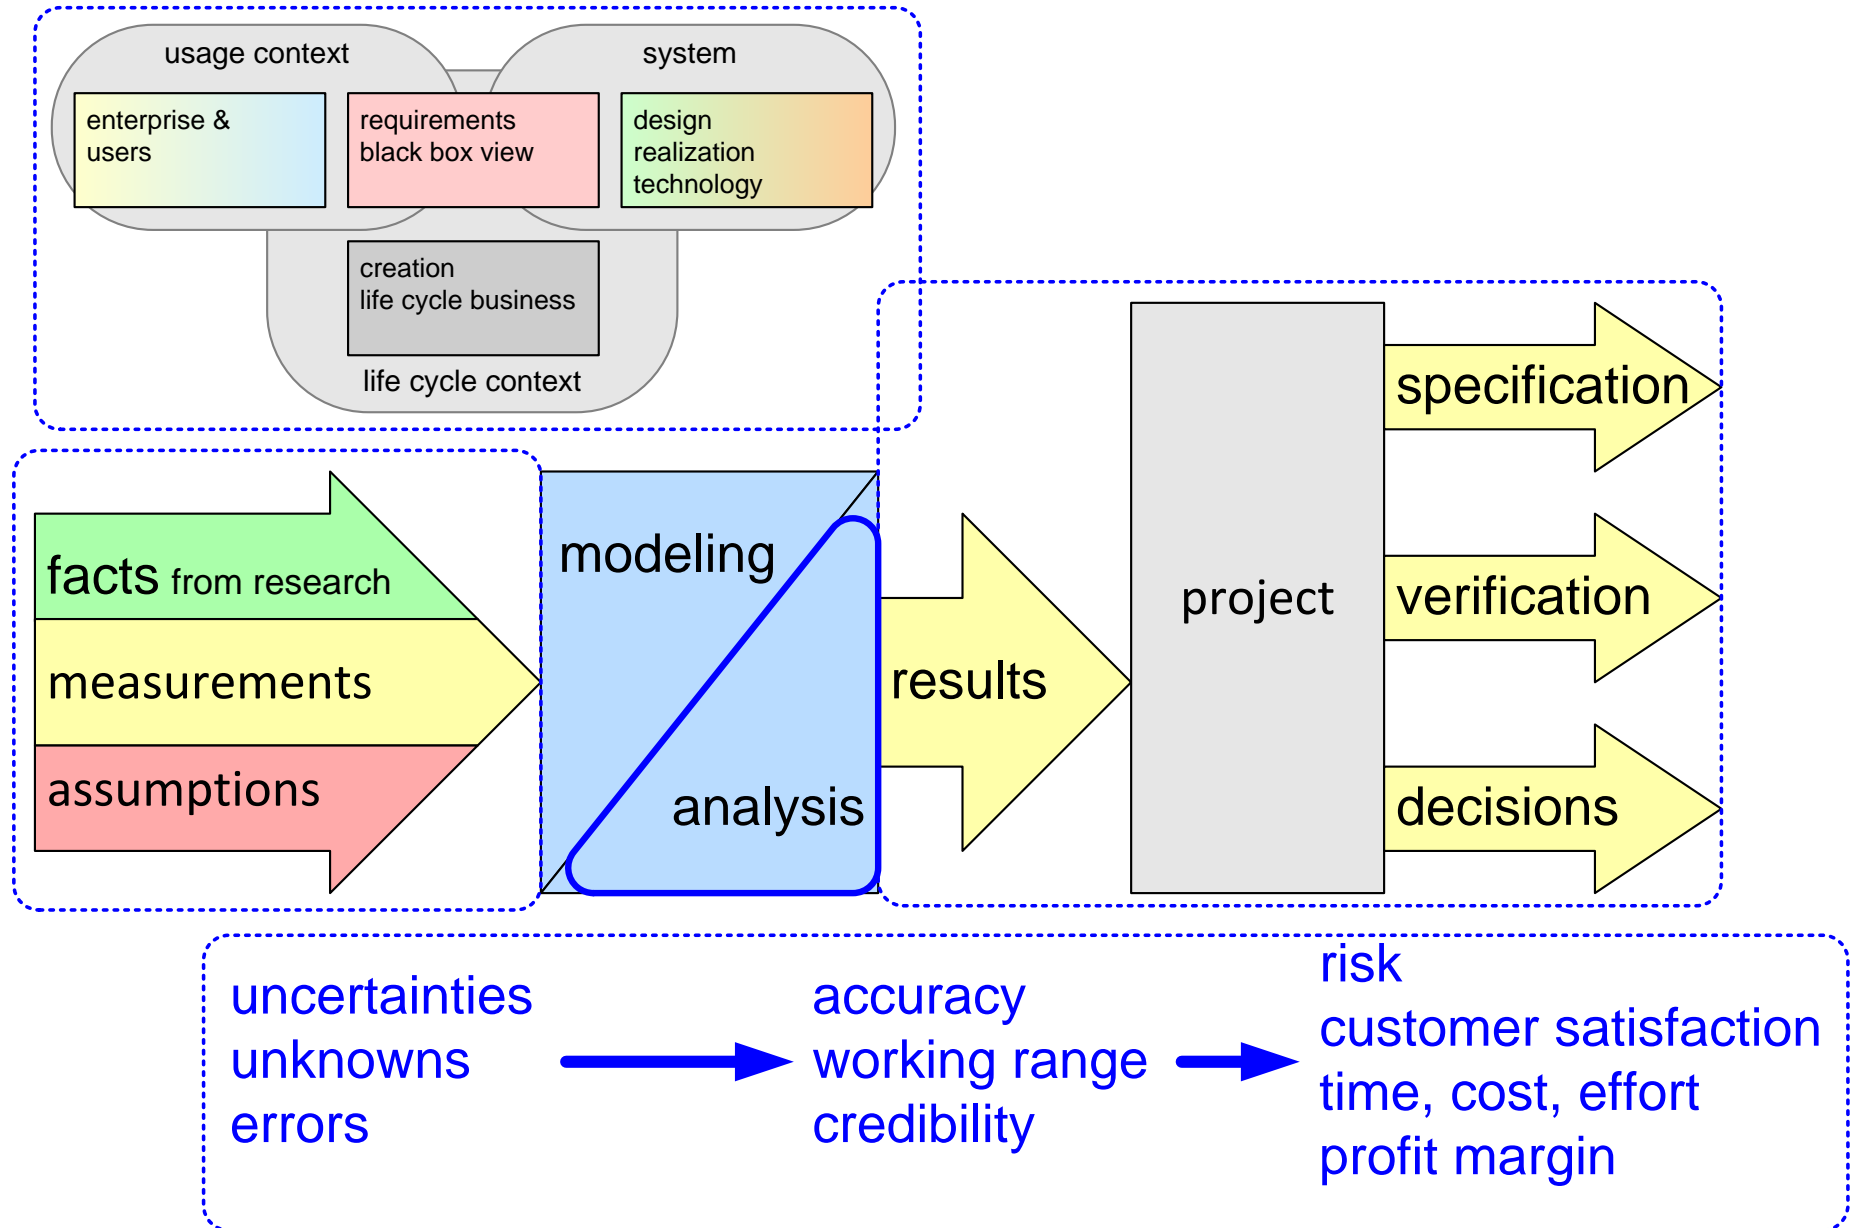 usage context
system
enterprise &
users
requirements
black box view
design
realization
technology
creation
life cycle business
life cycle context
facts from research
measurements
assumptions
modeling
analysis
results
project
specification
verification
decisions
uncertainties
unknowns
errors
accuracy
working range
credibility
risk
customer satisfaction
time, cost, effort
profit margin